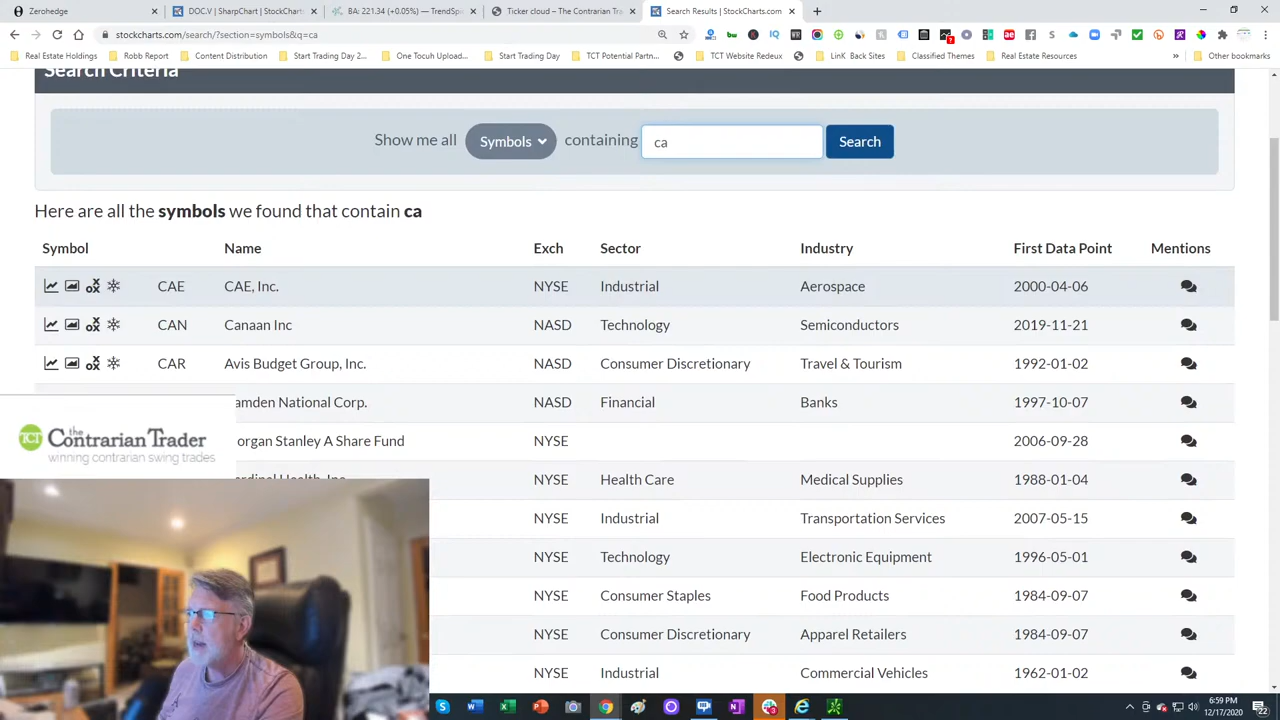 Zerohedge
DOC.V | SharpChart | StockCharts
BA: 221.34 (+0.05%) — TrendSpi
Ticker cloud – The Contrarian Tr
Search Results | StockCharts.com
stockcharts.com/search/?section=symbols&q=ca
Real Estate Holdings
Robb Report
Content Distribution
Start Trading Day 2...
One Tocuh Upload...
Start Trading Day
TCT Potential Partn...
TCT Website Redeux
LinK Back Sites
Classified Themes
Real Estate Resources
Other bookmarks
Search Criteria
Show me all Symbols containing ca Search
Here are all the symbols we found that contain ca
Symbol Name Exch Sector Industry First Data Point Mentions
CAE CAE, Inc. NYSE Industrial Aerospace 2000-04-06
CAN Canaan Inc NASD Technology Semiconductors 2019-11-21
CAR Avis Budget Group, Inc. NASD Consumer Discretionary Travel & Tourism 1992-01-02
amden National Corp. NASD Financial Banks 1997-10-07
organ Stanley A Share Fund NYSE 2006-09-28
Cardinal Health, Inc. NYSE Health Care Medical Supplies 1988-01-04
NYSE Industrial Transportation Services 2007-05-15
NYSE Technology Electronic Equipment 1996-05-01
NYSE Consumer Staples Food Products 1984-09-07
NYSE Consumer Discretionary Apparel Retailers 1984-09-07
NYSE Industrial Commercial Vehicles 1962-01-02
TCT the Contrarian Trader
winning contrarian swing trades
6:59 PM
12/17/2020
22